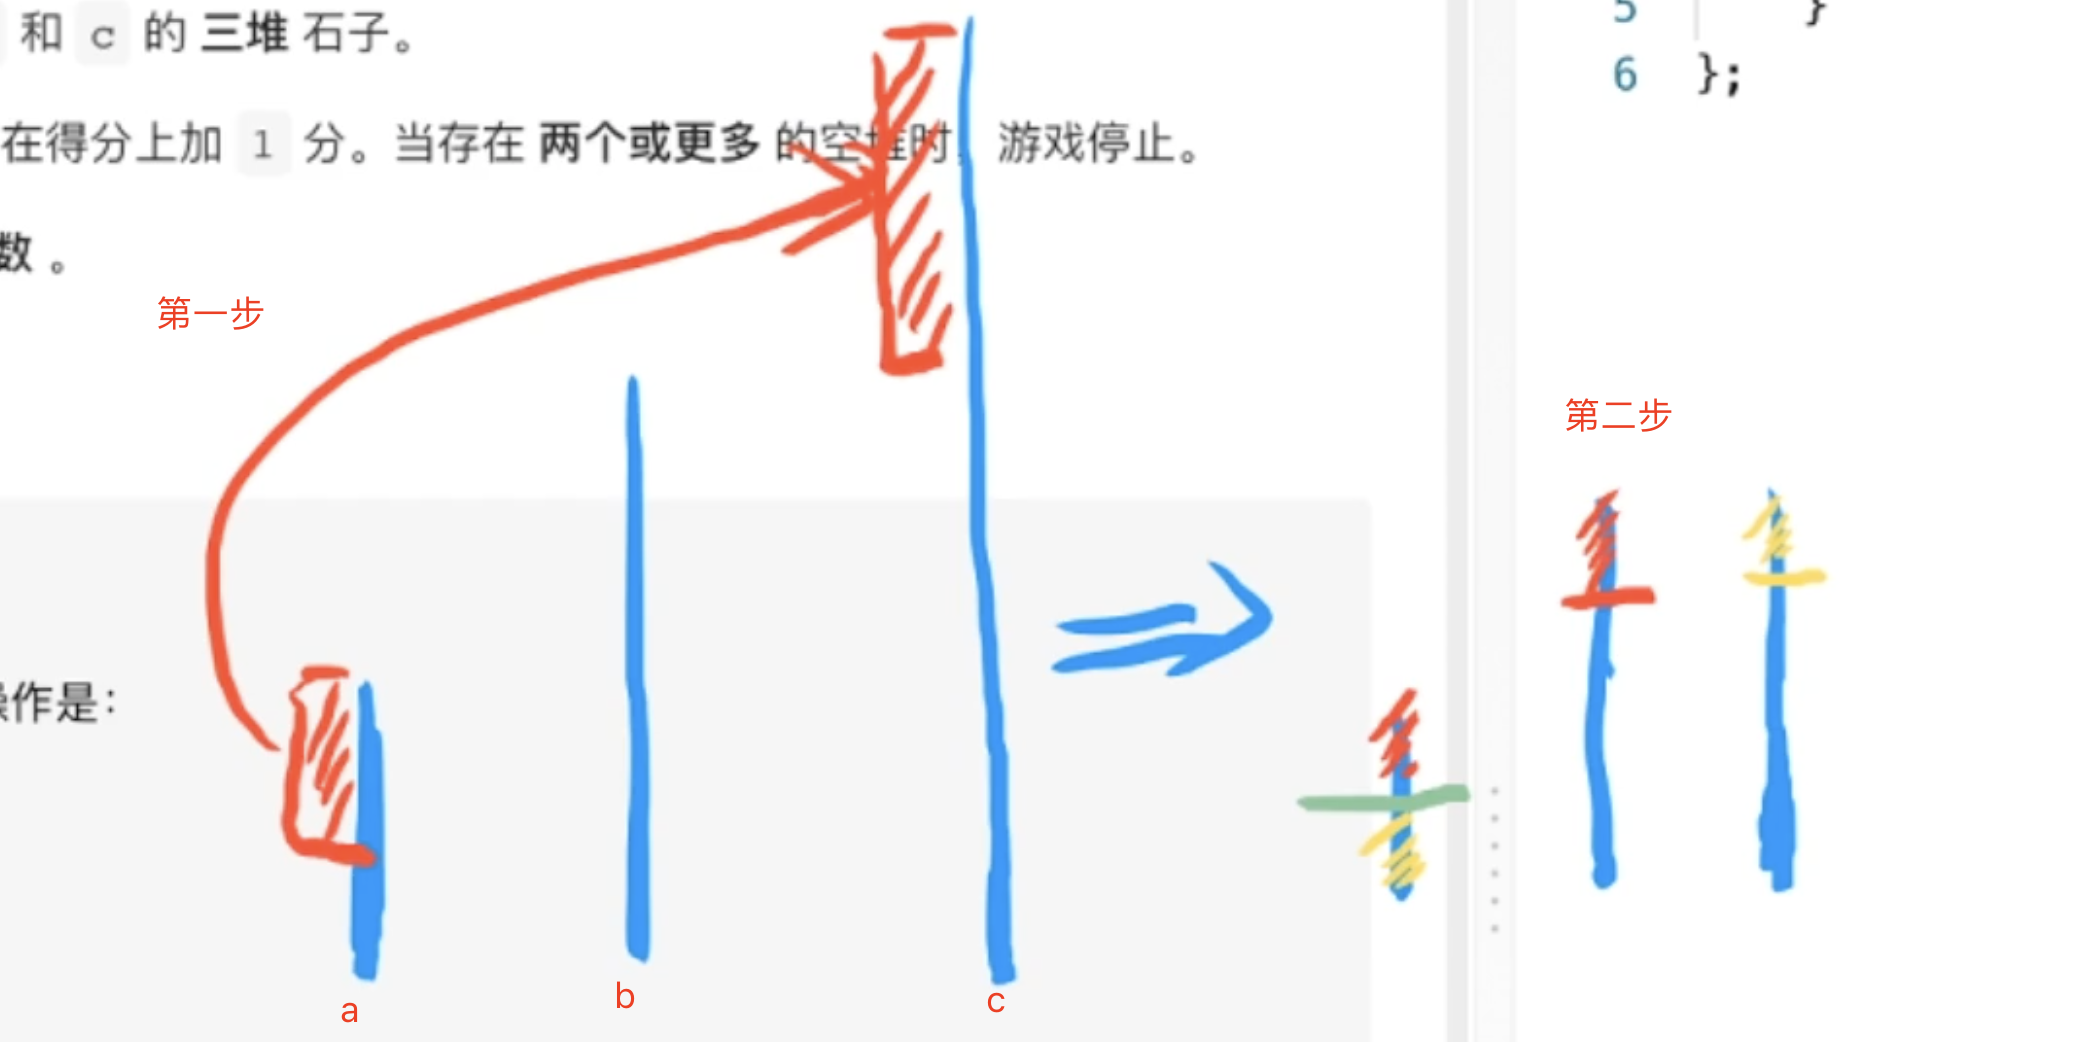 和 c 的 三堆 石子。
在得分上加 1 分。当存在 两个或更多 的空堆时，游戏停止。
数 。
操作是：
第一步
a
b
c
第二步
5 }
6 };